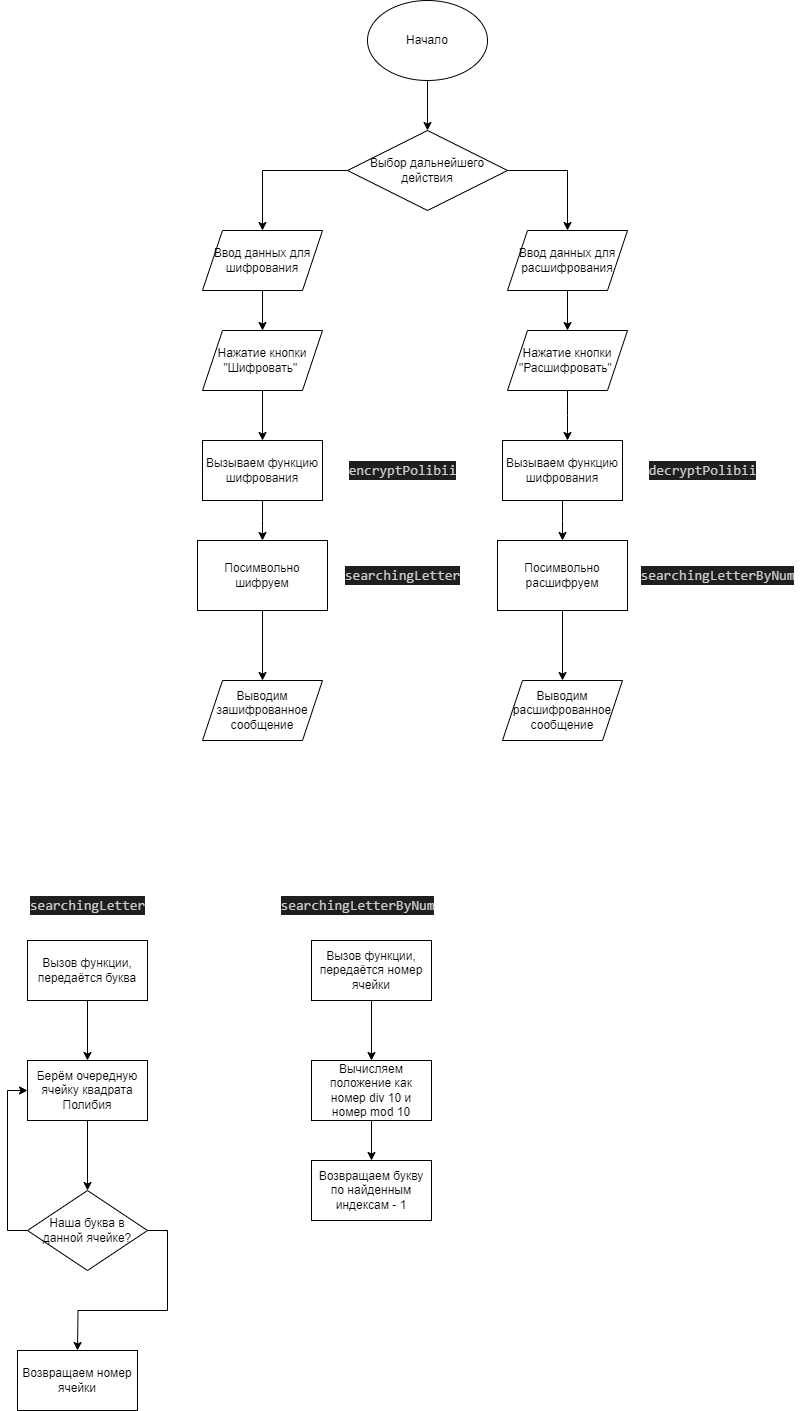 Начало
Выбор дальнейшего
действия
Ввод данных для
шифрования
Ввод данных для
расшифрования
Нажатие кнопки
"Шифровать"
Нажатие кнопки
"Расшифровать"
Вызываем функцию
шифрования
encryptPolibii
Вызываем функцию
шифрования
decryptPolibii
Посимвольно
шифруем
searchingLetter
Посимвольно
расшифруем
searchingLetterByNum
Выводим
зашифрованное
сообщение
Выводим
расшифрованное
сообщение
searchingLetter
Вызов функции,
передаётся буква
Берём очередную
ячейку квадрата
Полибия
Наша буква в
данной ячейке?
Возвращаем номер
ячейки
searchingLetterByNum
Вызов функции,
передаётся номер
ячейки
Вычисляем
положение как
номер div 10 и
номер mod 10
Возвращаем букву
по найденным
индексам - 1